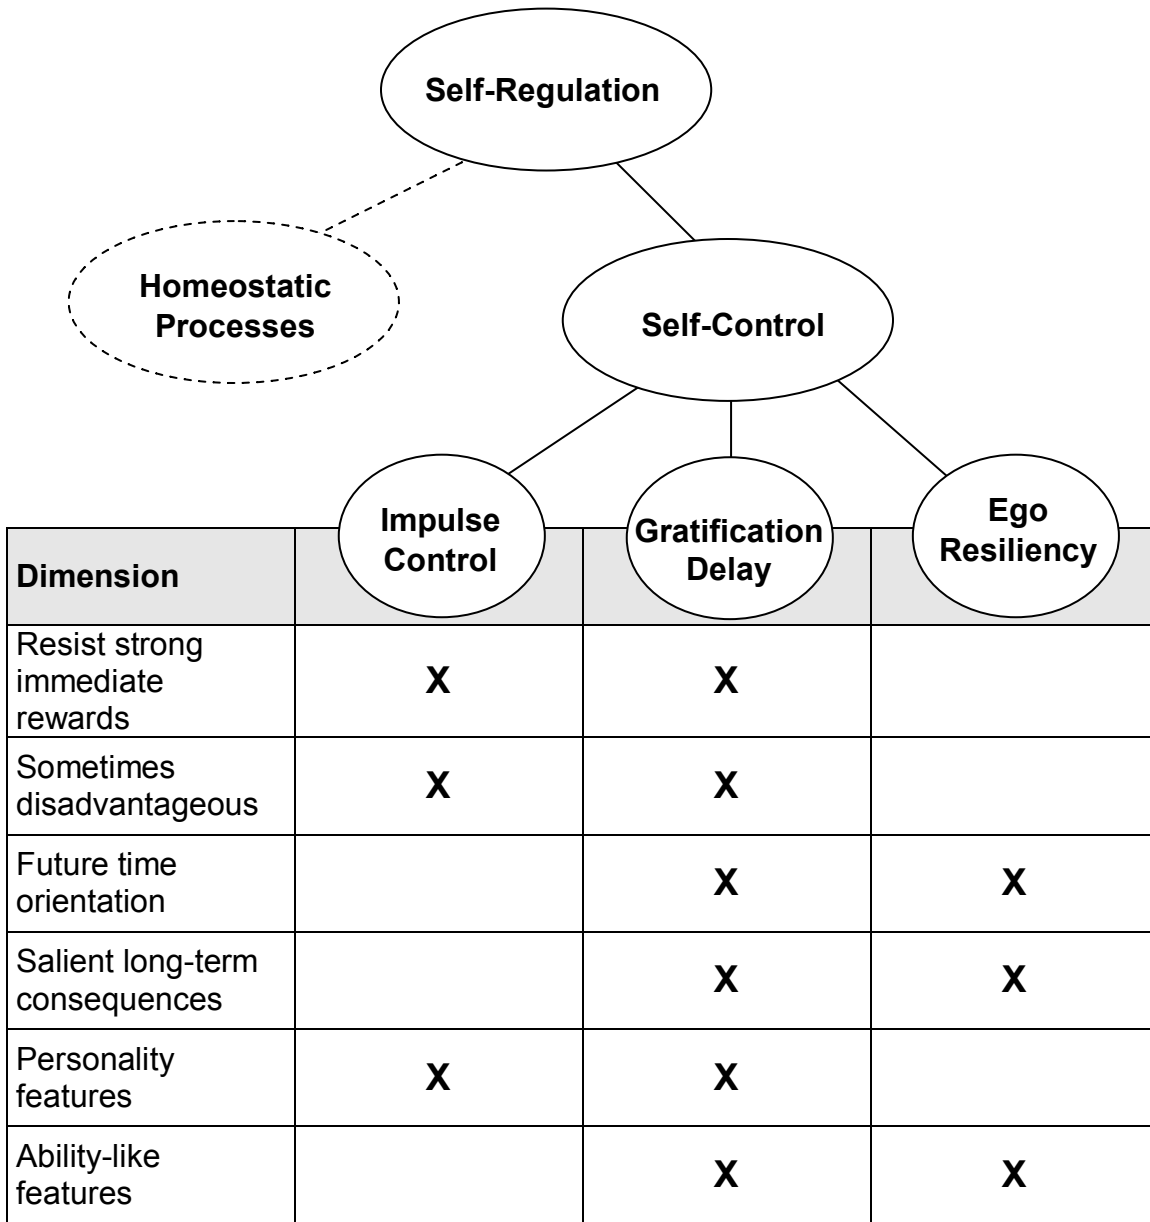 Self-Regulation
Homeostatic
Processes
Self-Control
Impulse
Control
Gratification
Delay
Ego
Resiliency
Dimension
Resist strong
immediate
rewards
X X
Sometimes
disadvantageous
X X
Future time
orientation
X X
Salient long-term
consequences
X X
Personality
features
X X
Ability-like
features
X X